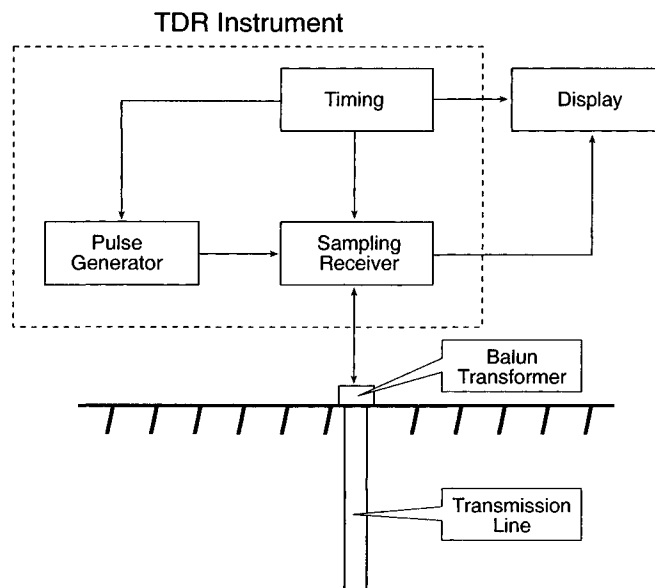 TDR Instrument
Timing
Display
Pulse
Generator
Sampling
Receiver
Balun
Transformer
Transmission
Line